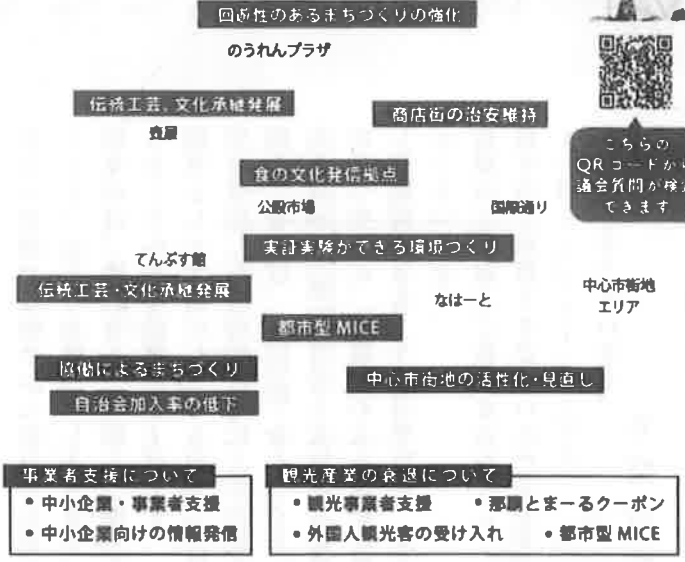 回遊性のあるまちづくりの強化
のうれんプラザ
伝統工芸、文化承継発展
壺屋
商店街の治安維持
こちらの
QRコードから
議会質問が検索
できます
食の文化発信拠点
公設市場
国際通り
実証実験ができる環境づくり
てんぶす館
伝統工芸・文化承継発展
なはーと
中心市街地
エリア
都市型 MICE
協働によるまちづくり
中心市街地の活性化・見直し
自治会加入率の低下
事業者支援について
• 中小企業・事業者支援
• 中小企業向けの情報発信
観光産業の衰退について
• 観光事業者支援 • 那覇とまーるクーポン
• 外国人観光客の受け入れ • 都市型 MICE